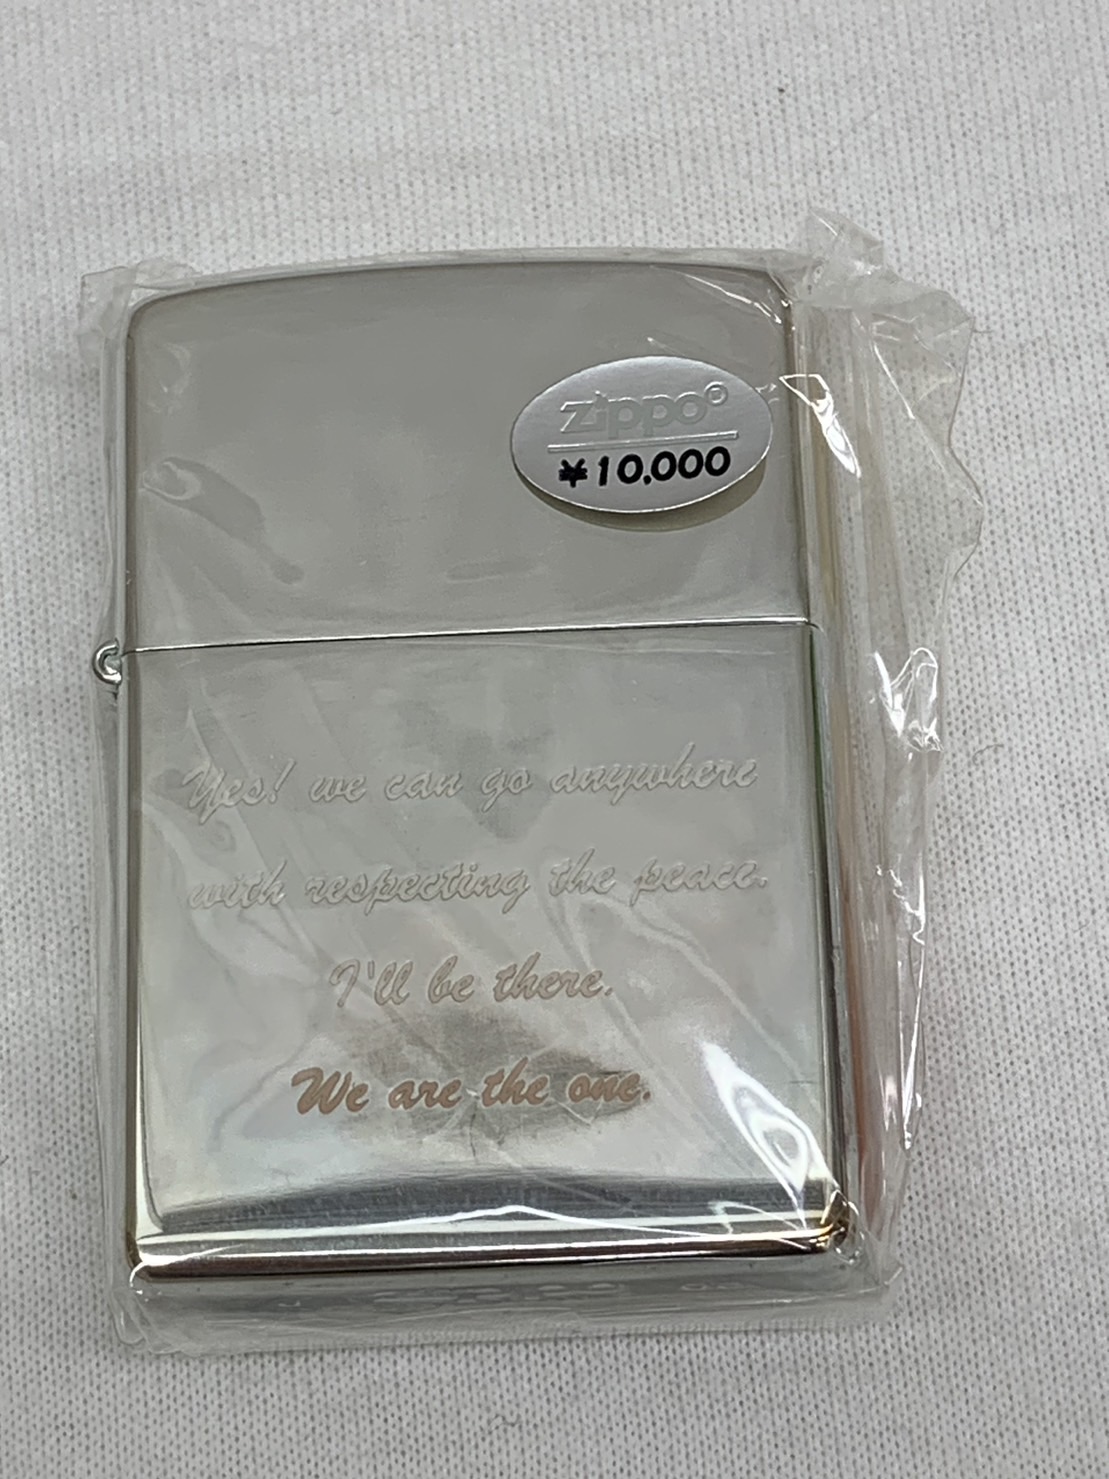 zippo®
¥10,000
Yes! we can go anywhere
with respecting the peace.
I'll be there.
We are the one.